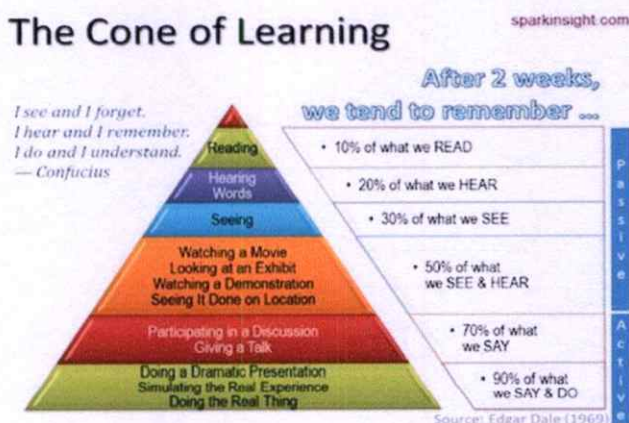 The Cone of Learning
sparkinsight.com
I see and I forget.
I hear and I remember.
I do and I understand.
— Confucius
After 2 weeks,
we tend to remember ...
Reading
• 10% of what we READ
Hearing
Words
• 20% of what we HEAR
Seeing
• 30% of what we SEE
Watching a Movie
Looking at an Exhibit
Watching a Demonstration
Seeing It Done on Location
• 50% of what
we SEE & HEAR
Participating in a Discussion
Giving a Talk
• 70% of what
we SAY
Doing a Dramatic Presentation
Simulating the Real Experience
Doing the Real Thing
• 90% of what
we SAY & DO
Passive
Active
Source: Edgar Dale (1969)